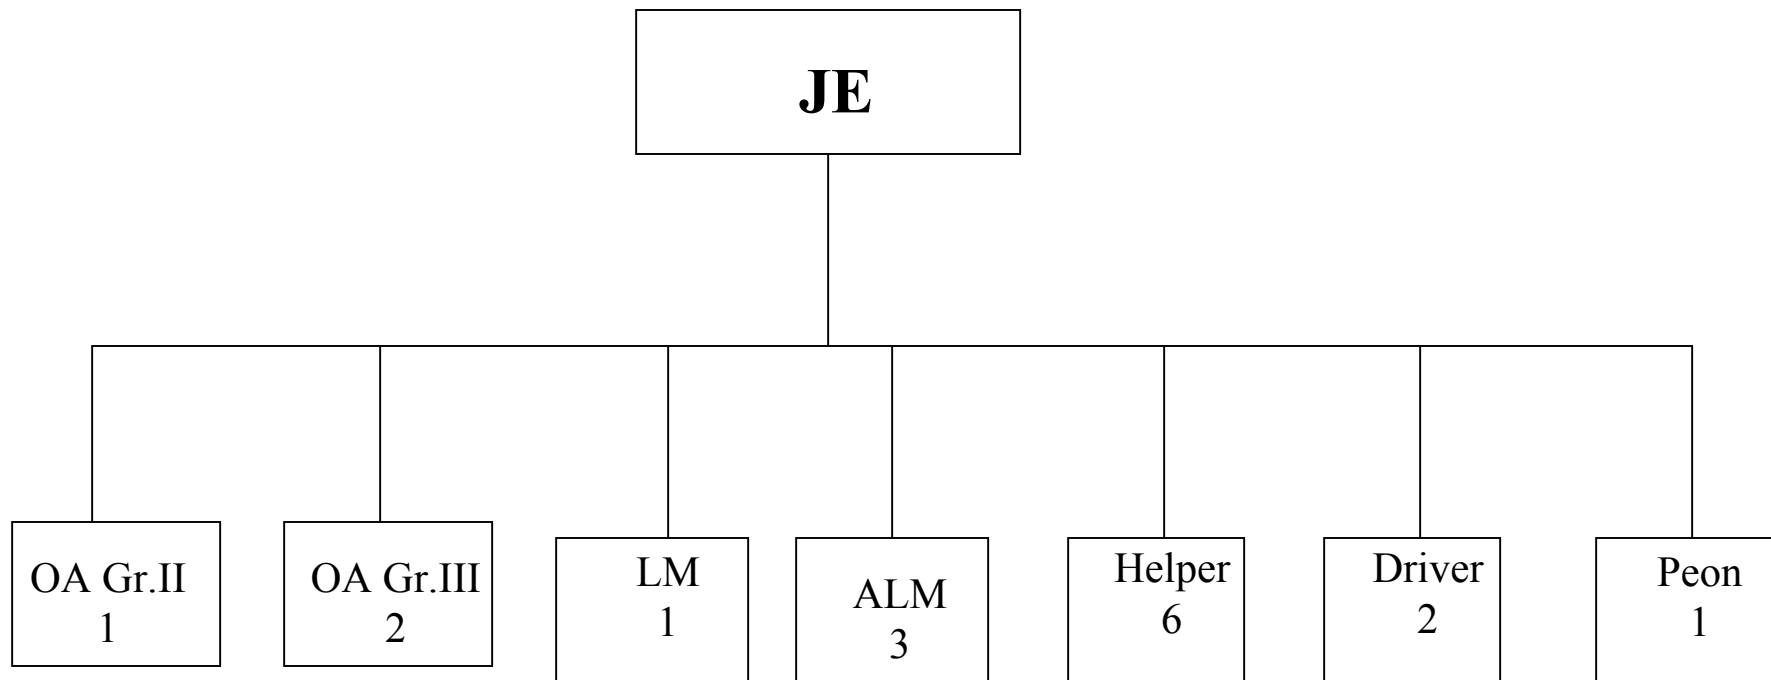 JE
OA Gr.II
1
OA Gr.III
2
LM
1
ALM
3
Helper
6
Driver
2
Peon
1